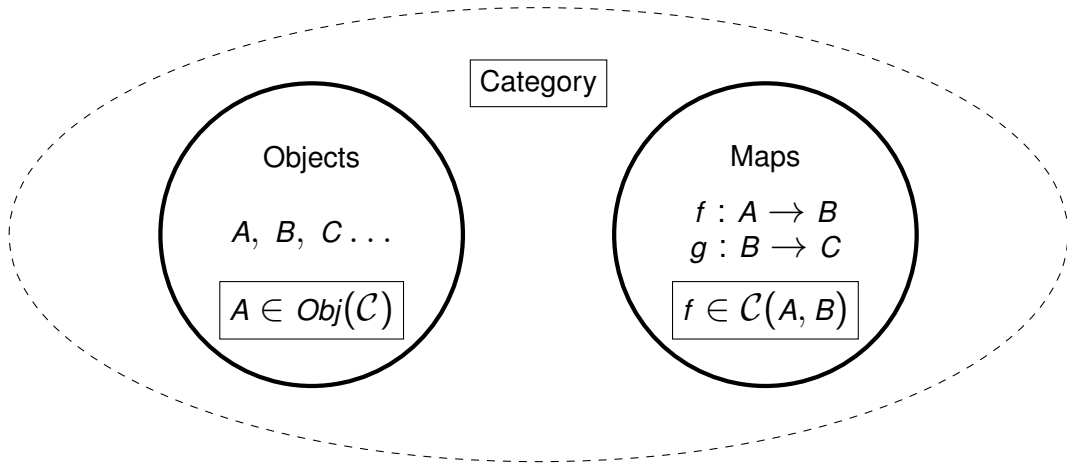 Category
Objects
A, B, C . . .
A ∈ Obj(𝒞)
Maps
f : A → B
g : B → C
f ∈ 𝒞(A, B)